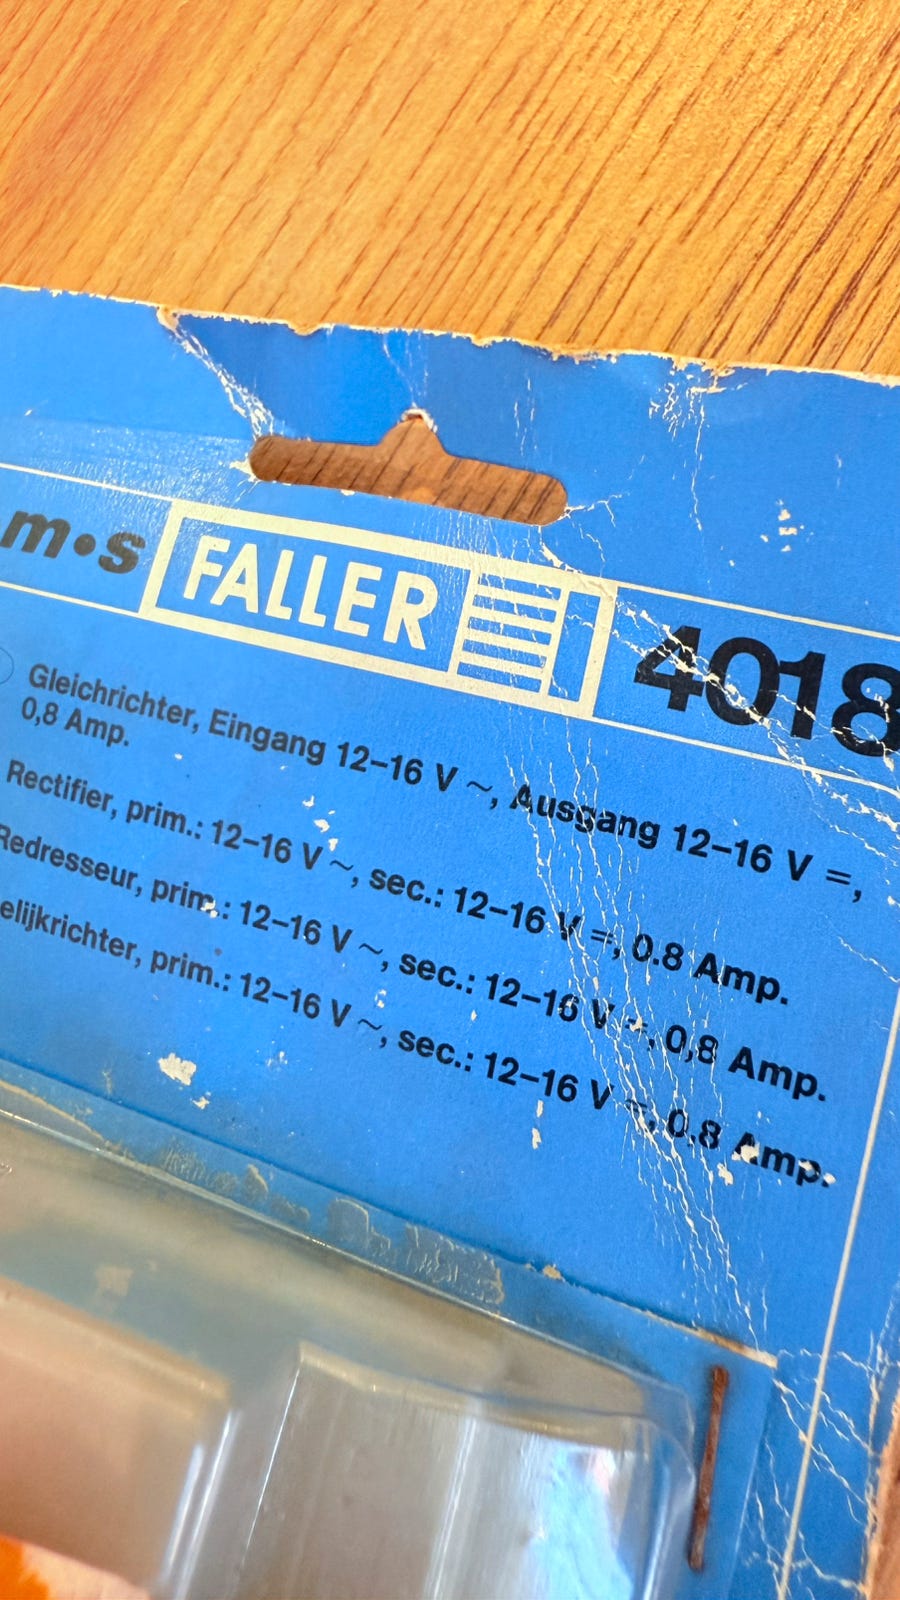 m•s FALLER 4018
Gleichrichter, Eingang 12–16 V ~, Ausgang 12–16 V =,
0,8 Amp.
Rectifier, prim.: 12–16 V ~, sec.: 12–16 V =, 0.8 Amp.
Redresseur, prim.: 12–16 V ~, sec.: 12–16 V =, 0,8 Amp.
elijkrichter, prim.: 12–16 V ~, sec.: 12–16 V =, 0,8 Amp.